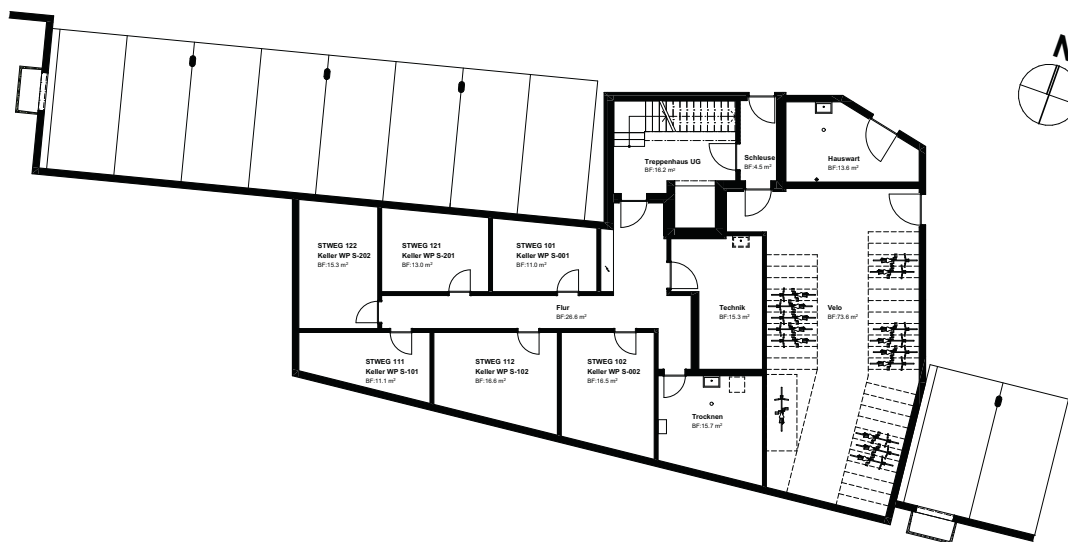 N
Treppenhaus UG
BF:16.2 m²
Schleuse
BF:4.5 m²
Hauswart
BF:13.6 m²
STWEG 122
Keller WP S-202
BF:15.3 m²
STWEG 121
Keller WP S-201
BF:13.0 m²
STWEG 101
Keller WP S-001
BF:11.0 m²
Flur
BF:26.6 m²
Technik
BF:15.3 m²
Velo
BF:73.6 m²
STWEG 111
Keller WP S-101
BF:11.1 m²
STWEG 112
Keller WP S-102
BF:16.6 m²
STWEG 102
Keller WP S-002
BF:16.5 m²
Trocknen
BF:15.7 m²